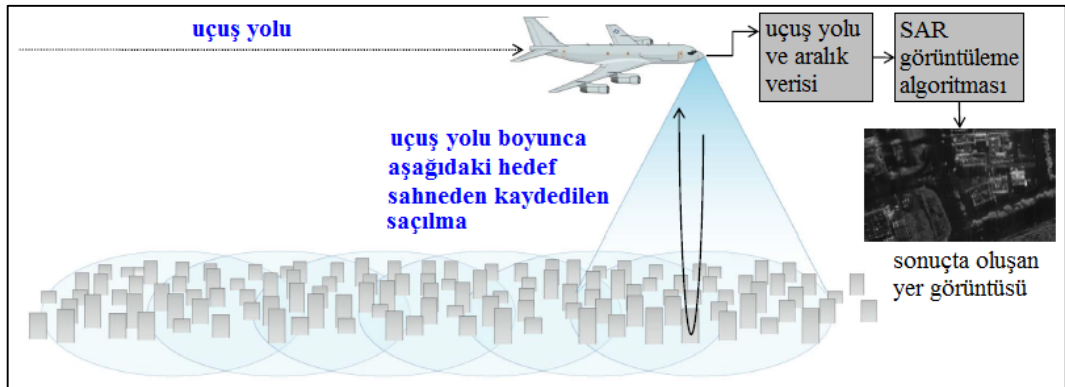 uçuş yolu
uçuş yolu
ve aralık
verisi
SAR
görüntüleme
algoritması
uçuş yolu boyunca
aşağıdaki hedef
sahneden kaydedilen
saçılma
sonuçta oluşan
yer görüntüsü